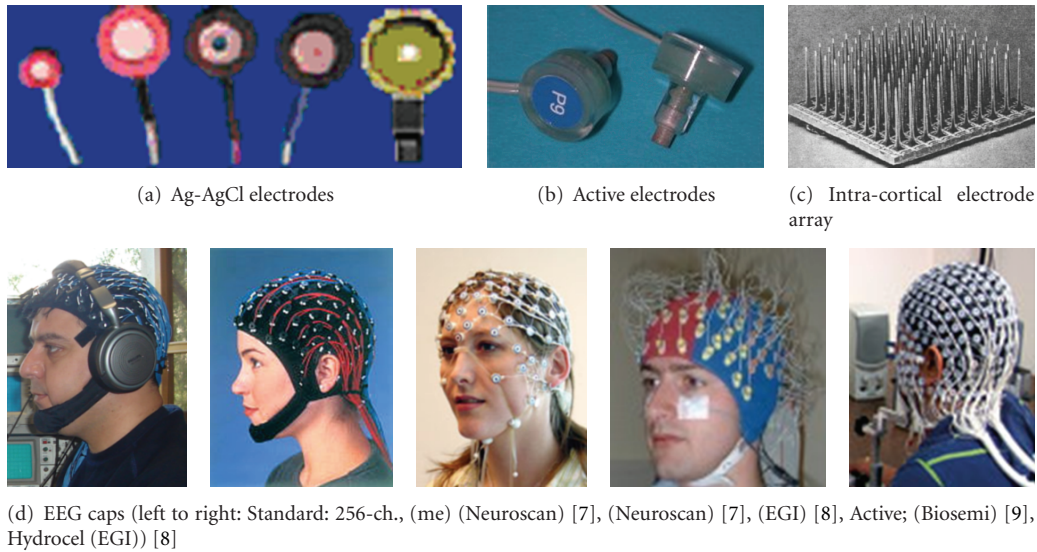 pg
(a) Ag-AgCl electrodes
(b) Active electrodes
(c) Intra-cortical electrode
array
(d) EEG caps (left to right: Standard: 256-ch., (me) (Neuroscan) [7], (Neuroscan) [7], (EGI) [8], Active; (Biosemi) [9],
Hydrocel (EGI)) [8]